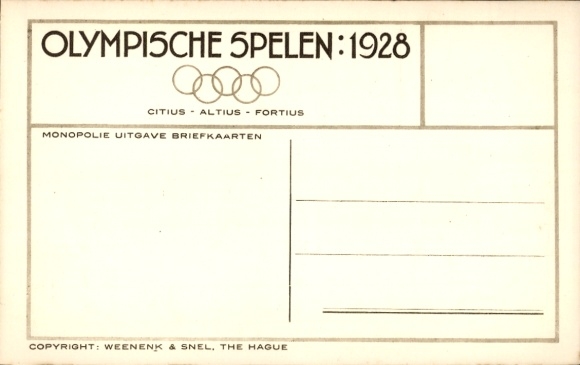 OLYMPISCHE SPELEN: 1928
CITIUS - ALTIUS - FORTIUS
MONOPOLIE UITGAVE BRIEFKAARTEN
COPYRIGHT: WEENENK & SNEL, THE HAGUE